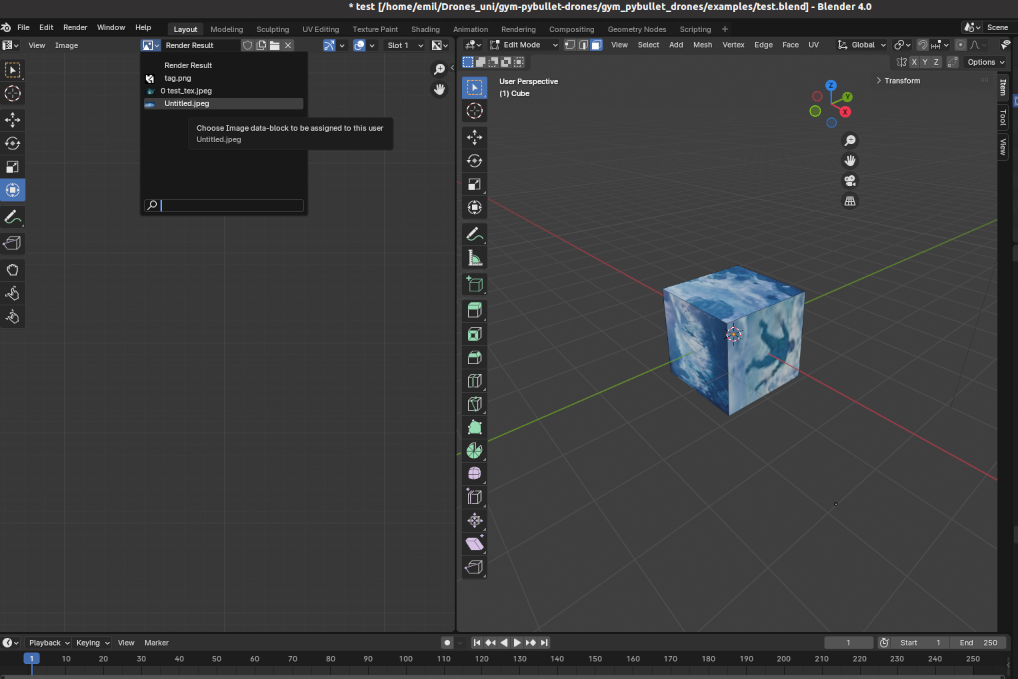 * test [/home/emil/Drones_uni/gym-pybullet-drones/gym_pybullet_drones/examples/test.blend] - Blender 4.0
File Edit Render Window Help Layout Modeling Sculpting UV Editing Texture Paint Shading Animation Rendering Compositing Geometry Nodes Scripting + Scene
View Image Render Result Slot 1 Edit Mode View Select Add Mesh Vertex Edge Face UV Global
X Y Z Options
Render Result
tag.png
0 test_tex.jpeg
Untitled.jpeg
Choose Image data-block to be assigned to this user
Untitled.jpeg
User Perspective
(1) Cube
Transform
Item
Tool
View
Z
Y
X
Playback Keying View Marker 1 Start 1 End 250
1 10 20 30 40 50 60 70 80 90 100 110 120 130 140 150 160 170 180 190 200 210 220 230 240 250